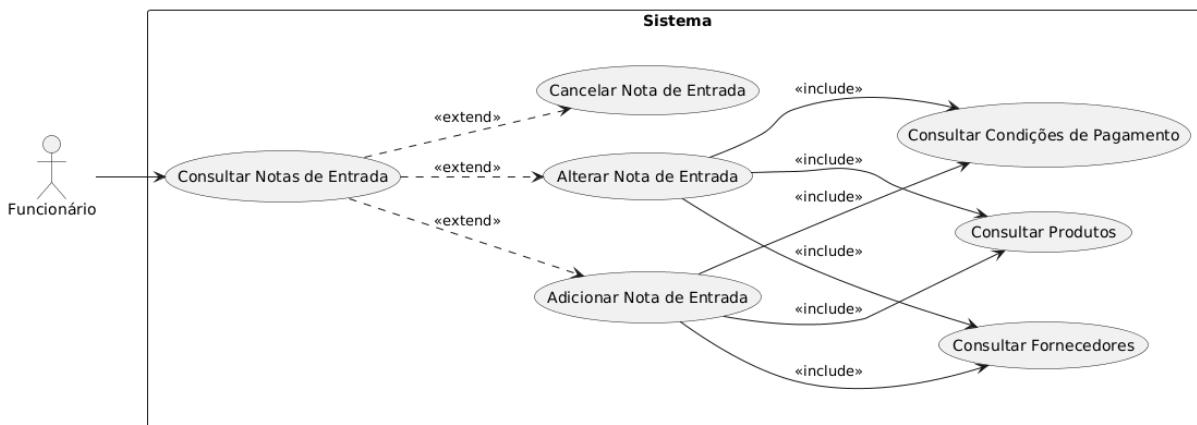 Sistema
Cancelar Nota de Entrada
«include»
«extend»
Consultar Condições de Pagamento
«include»
«extend»
Consultar Notas de Entrada
Alterar Nota de Entrada
«include»
Funcionário
«extend»
Consultar Produtos
«include»
Adicionar Nota de Entrada
«include»
Consultar Fornecedores
«include»